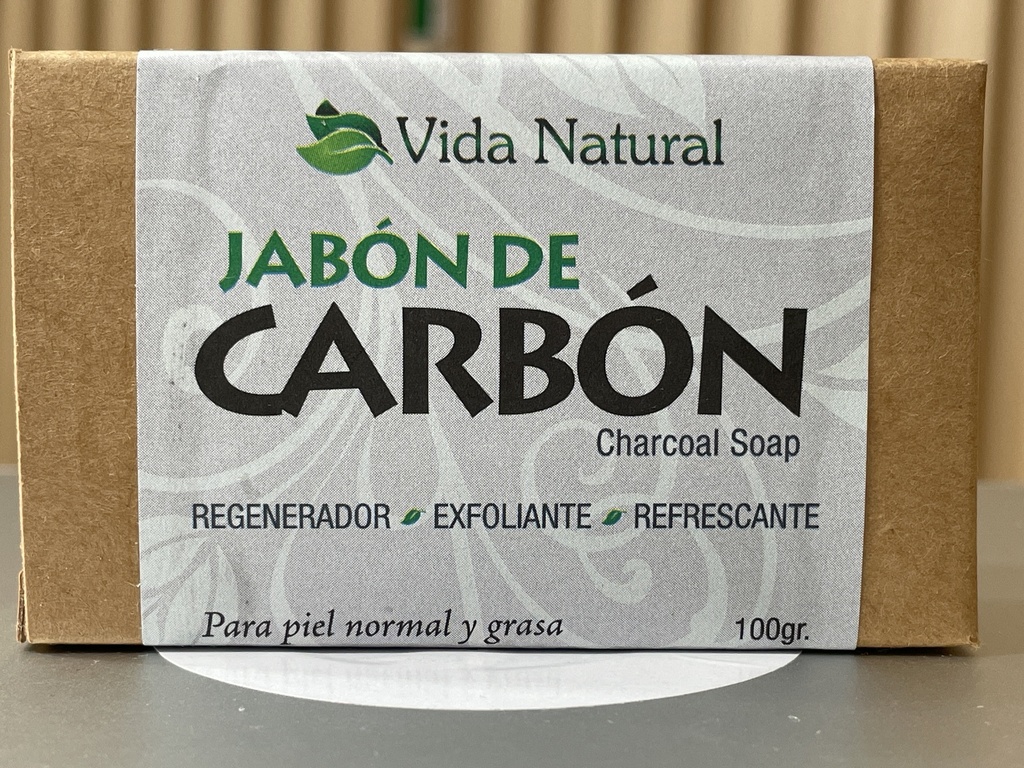 Vida Natural
JABÓN DE
CARBÓN
Charcoal Soap
REGENERADOR EXFOLIANTE REFRESCANTE
Para piel normal y grasa 100gr.